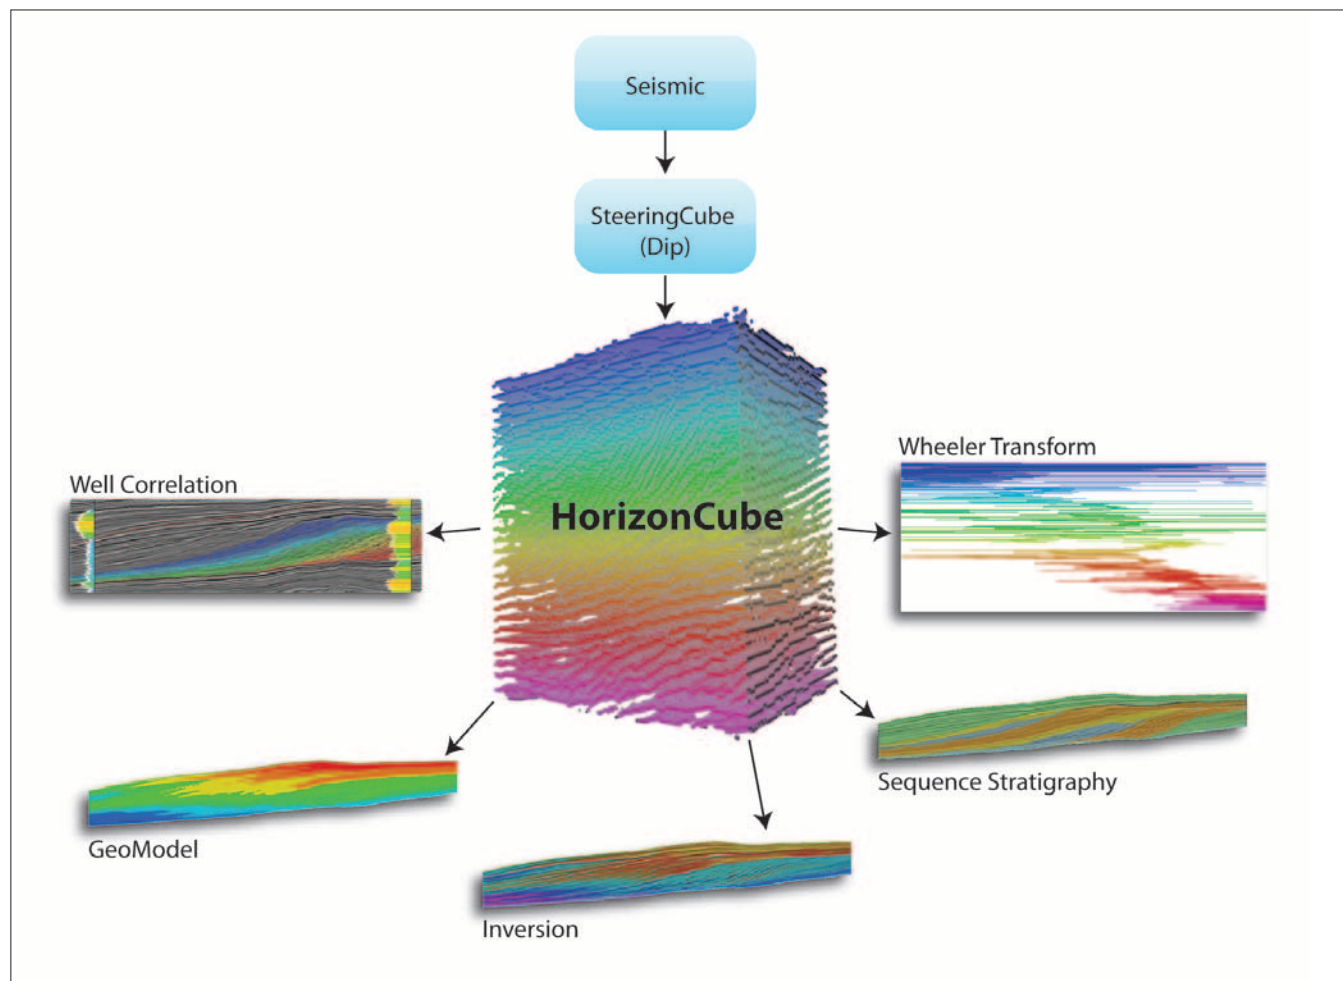 Seismic
SteeringCube
(Dip)
Wheeler Transform
Well Correlation
HorizonCube
Sequence Stratigraphy
GeoModel
Inversion